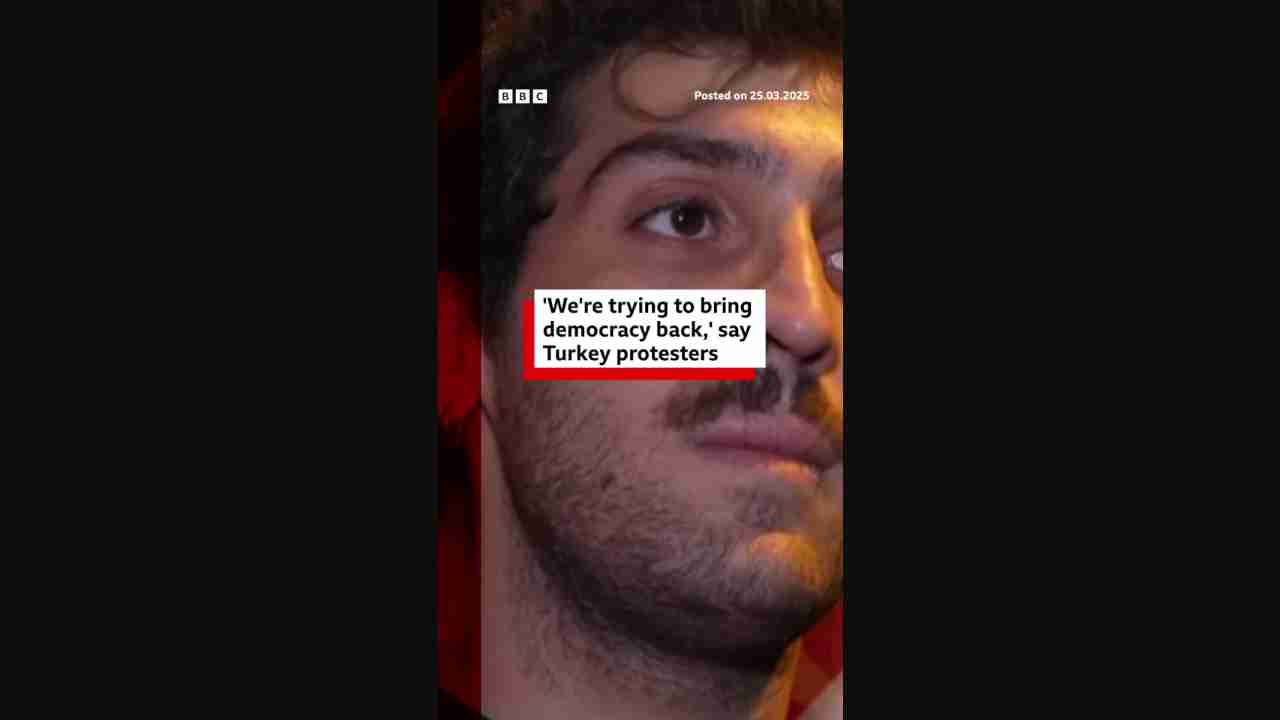 BBC
Posted on 25.03.2025
'We're trying to bring
democracy back,' say
Turkey protesters